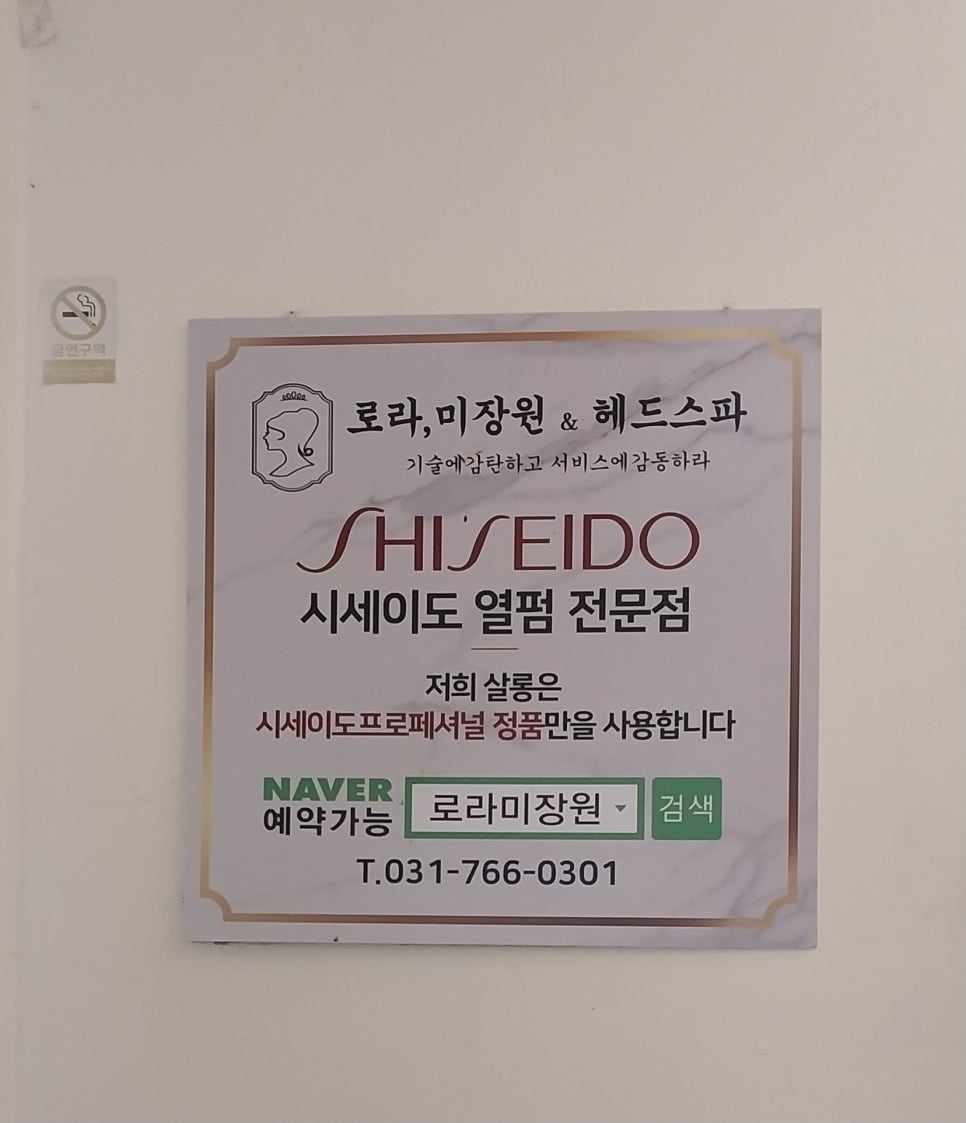 금연구역
로라,미장원 & 헤드스파
기술에감탄하고 서비스에감동하라
SHISEIDO
시세이도 열펌 전문점
저희 살롱은
시세이도프로페셔널 정품만을 사용합니다
NAVER
예약가능
로라미장원
검색
T.031-766-0301